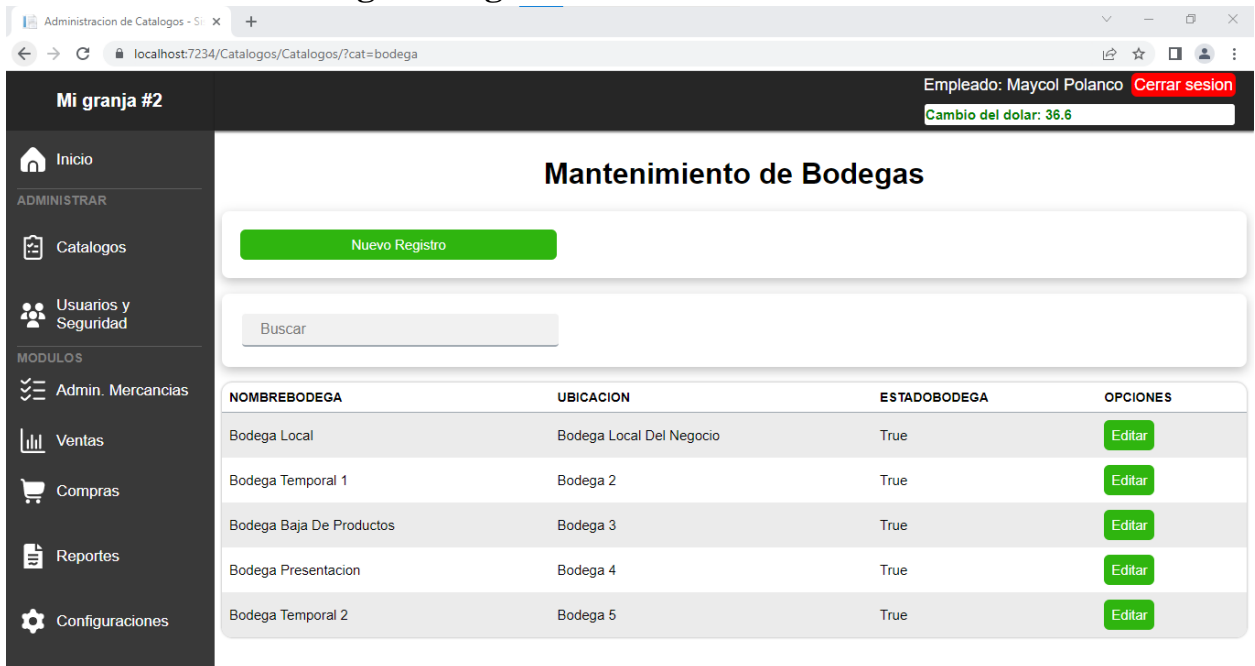 Administracion de Catalogos - Si
localhost:7234/Catalogos/Catalogos/?cat=bodega
Mi granja #2
Empleado: Maycol Polanco Cerrar sesion
Cambio del dolar: 36.6
Inicio
ADMINISTRAR
Catalogos
Usuarios y
Seguridad
MODULOS
Admin. Mercancias
Ventas
Compras
Reportes
Configuraciones
Mantenimiento de Bodegas
Nuevo Registro
Buscar
NOMBREBODEGA UBICACION ESTADOBODEGA OPCIONES
Bodega Local Bodega Local Del Negocio True Editar
Bodega Temporal 1 Bodega 2 True Editar
Bodega Baja De Productos Bodega 3 True Editar
Bodega Presentacion Bodega 4 True Editar
Bodega Temporal 2 Bodega 5 True Editar